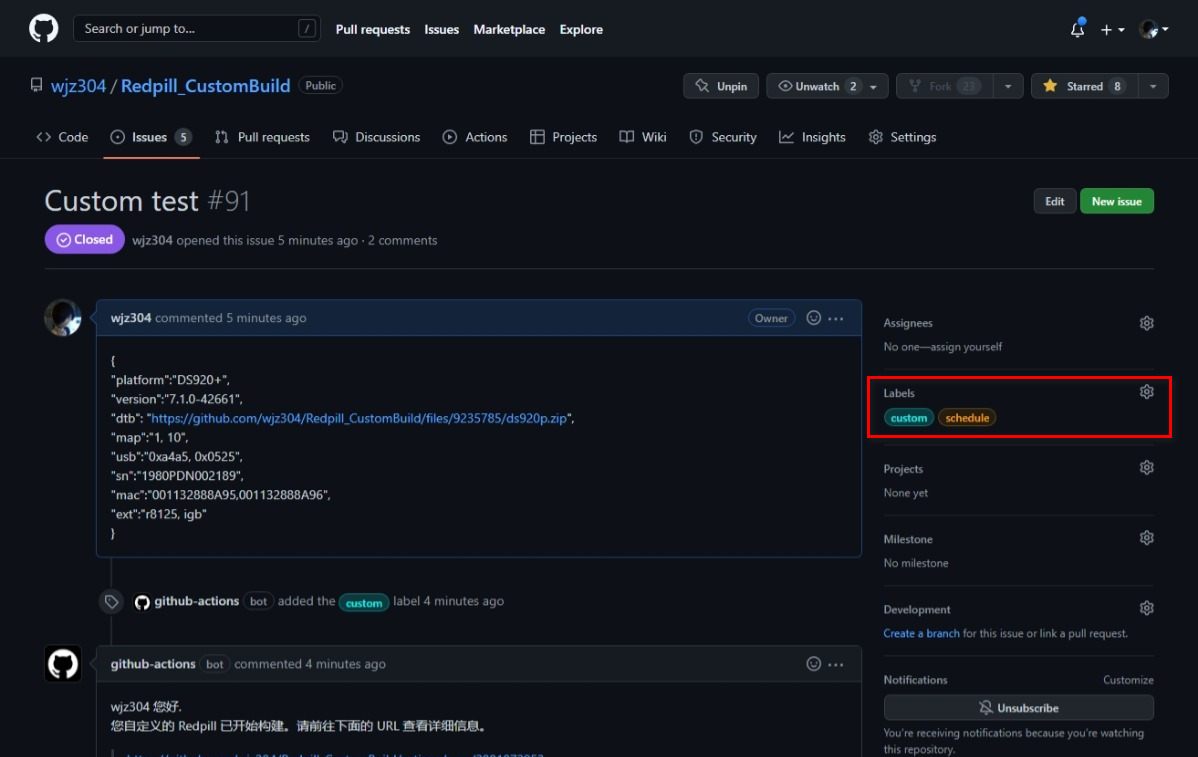 Search or jump to... /
Pull requests Issues Marketplace Explore
wjz304 / Redpill_CustomBuild Public
Unpin Unwatch 2 Fork 23 Starred 8
Code Issues 5 Pull requests Discussions Actions Projects Wiki Security Insights Settings
Custom test #91
Edit New issue
Closed wjz304 opened this issue 5 minutes ago · 2 comments
wjz304 commented 5 minutes ago Owner
{
"platform":"DS920+",
"version":"7.1.0-42661",
"dtb": "https://github.com/wjz304/Redpill_CustomBuild/files/9235785/ds920p.zip",
"map":"1, 10",
"usb":"0xa4a5, 0x0525",
"sn":"1980PDN002189",
"mac":"001132888A95,001132888A96",
"ext":"r8125, igb"
}
github-actions bot added the custom label 4 minutes ago
github-actions bot commented 4 minutes ago
wjz304 您好.
您自定义的 Redpill 已开始构建。请前往下面的 URL 查看详细信息。
Assignees
No one—assign yourself
Labels
custom schedule
Projects
None yet
Milestone
No milestone
Development
Create a branch for this issue or link a pull request.
Notifications Customize
Unsubscribe
You're receiving notifications because you're watching
this repository.